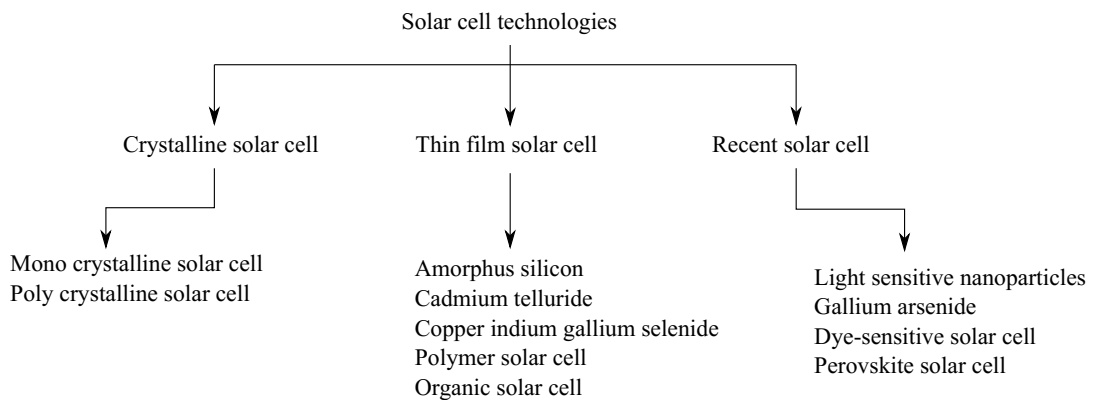 Solar cell technologies
Crystalline solar cell
Thin film solar cell
Recent solar cell
Mono crystalline solar cell
Poly crystalline solar cell
Amorphus silicon
Cadmium telluride
Copper indium gallium selenide
Polymer solar cell
Organic solar cell
Light sensitive nanoparticles
Gallium arsenide
Dye-sensitive solar cell
Perovskite solar cell